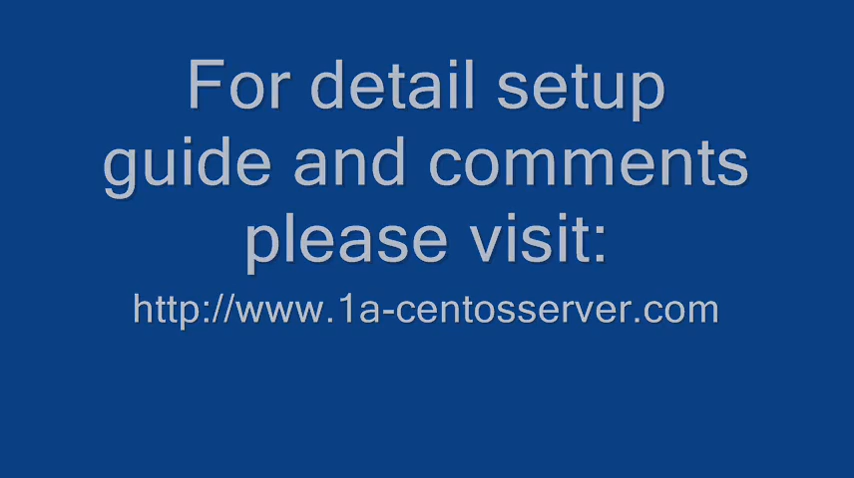 For detail setup
guide and comments
please visit:
http://www.1a-centosserver.com